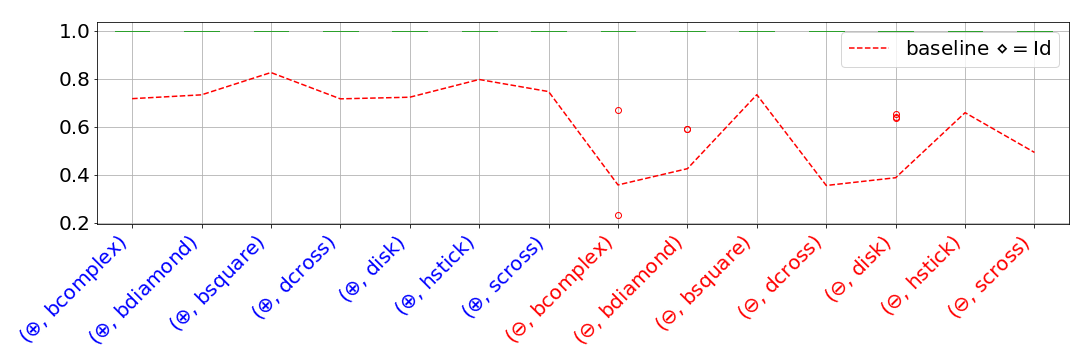 1.0
0.8
0.6
0.4
0.2
baseline ⋄ = Id
(⊕, bcomplex)
(⊕, bdiamond)
(⊕, bsquare)
(⊕, dcross)
(⊕, disk)
(⊕, hstick)
(⊕, scross)
(⊖, bcomplex)
(⊖, bdiamond)
(⊖, bsquare)
(⊖, dcross)
(⊖, disk)
(⊖, hstick)
(⊖, scross)